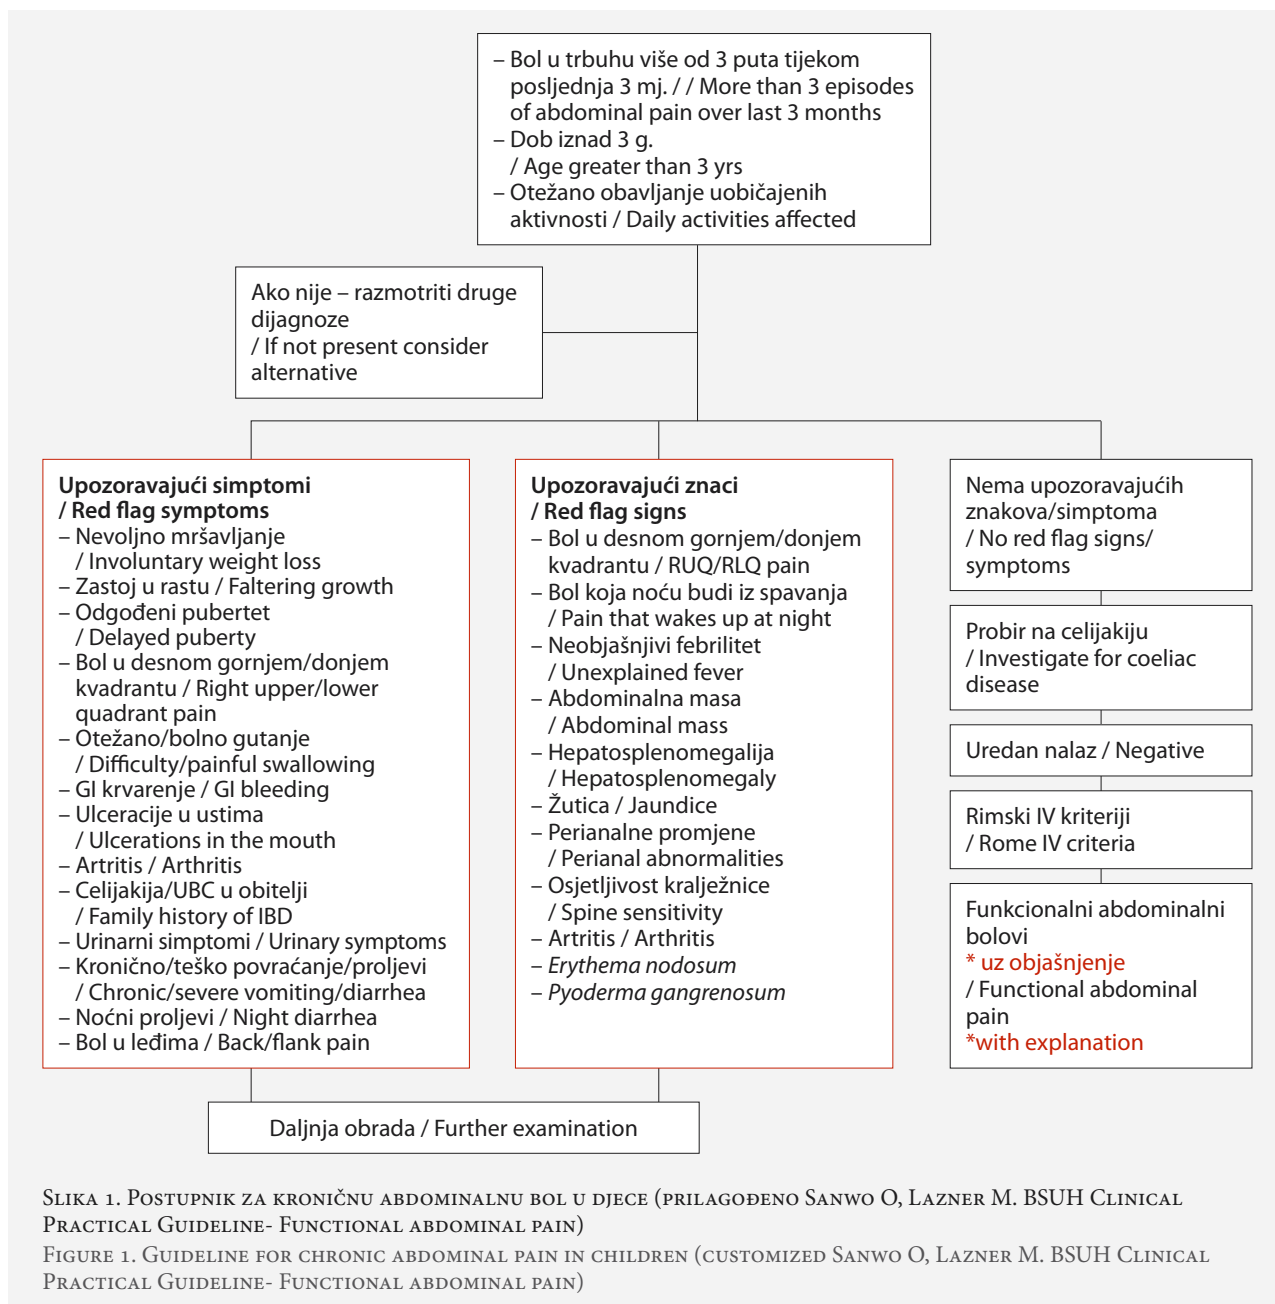 – Bol u trbuhu više od 3 puta tijekom
posljednja 3 mj. / / More than 3 episodes
of abdominal pain over last 3 months
– Dob iznad 3 g.
/ Age greater than 3 yrs
– Otežano obavljanje uobičajenih
aktivnosti / Daily activities affected
Ako nije – razmotriti druge
dijagnoze
/ If not present consider
alternative
Upozoravajući simptomi
/ Red flag symptoms
– Nevoljno mršavljanje
/ Involuntary weight loss
– Zastoj u rastu / Faltering growth
– Odgođeni pubertet
/ Delayed puberty
– Bol u desnom gornjem/donjem
kvadrantu / Right upper/lower
quadrant pain
– Otežano/bolno gutanje
/ Difficulty/painful swallowing
– GI krvarenje / GI bleeding
– Ulceracije u ustima
/ Ulcerations in the mouth
– Artritis / Arthritis
– Celijakija/UBC u obitelji
/ Family history of IBD
– Urinarni simptomi / Urinary symptoms
– Kronično/teško povraćanje/proljevi
/ Chronic/severe vomiting/diarrhea
– Noćni proljevi / Night diarrhea
– Bol u leđima / Back/flank pain
Upozoravajući znaci
/ Red flag signs
– Bol u desnom gornjem/donjem
kvadrantu / RUQ/RLQ pain
– Bol koja noću budi iz spavanja
/ Pain that wakes up at night
– Neobjašnjivi febrilitet
/ Unexplained fever
– Abdominalna masa
/ Abdominal mass
– Hepatosplenomegalija
/ Hepatosplenomegaly
– Žutica / Jaundice
– Perianalne promjene
/ Perianal abnormalities
– Osjetljivost kralježnice
/ Spine sensitivity
– Artritis / Arthritis
– Erythema nodosum
– Pyoderma gangrenosum
Nema upozoravajućih
znakova/simptoma
/ No red flag signs/
symptoms
Probir na celijakiju
/ Investigate for coeliac
disease
Uredan nalaz / Negative
Rimski IV kriteriji
/ Rome IV criteria
Funkcionalni abdominalni
bolovi
* uz objašnjenje
/ Functional abdominal
pain
*with explanation
Daljnja obrada / Further examination
Slika 1. Postupnik za kroničnu abdominalnu bol u djece (prilagođeno Sanwo O, Lazner M. BSUH Clinical
Practical Guideline- Functional abdominal pain)
Figure 1. Guideline for chronic abdominal pain in children (customized Sanwo O, Lazner M. BSUH Clinical
Practical Guideline- Functional abdominal pain)